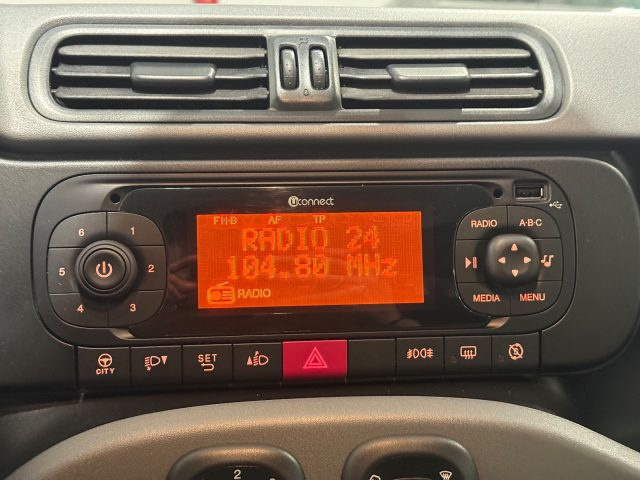 uconnect
FM-B AF TP
RADIO 24
104.80 MHz
RADIO
6 1
5 2
4 3
RADIO A·B·C
MEDIA MENU
CITY
SET
2